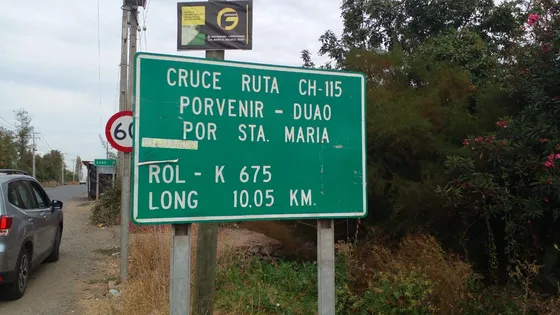 CRUCE RUTA CH-115
PORVENIR - DUAO
POR STA. MARIA
ROL - K 675
LONG 10.05 KM.
60